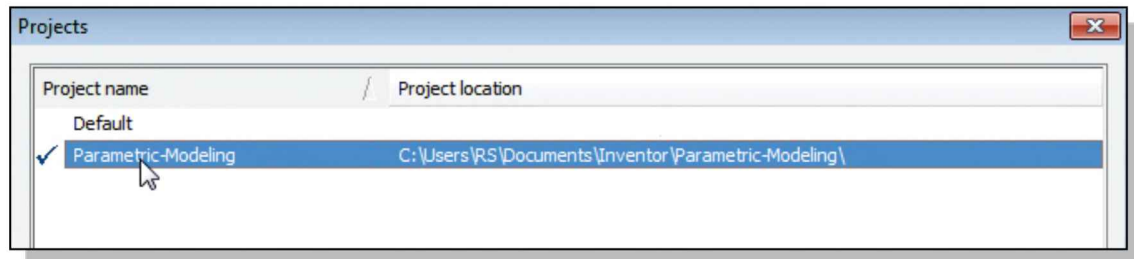 Projects
Project name Project location
Default
Parametric-Modeling C:\Users\RS\Documents\Inventor\Parametric-Modeling\